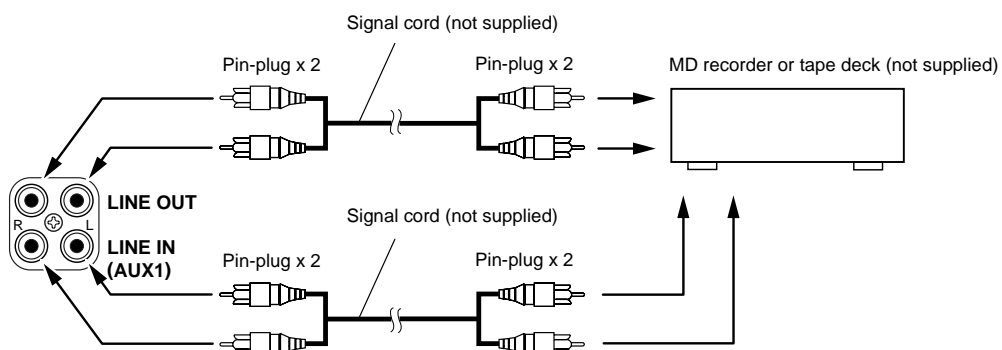 Signal cord (not supplied)
Pin-plug x 2
Pin-plug x 2
MD recorder or tape deck (not supplied)
LINE OUT
R
L
LINE IN
(AUX1)
Signal cord (not supplied)
Pin-plug x 2
Pin-plug x 2